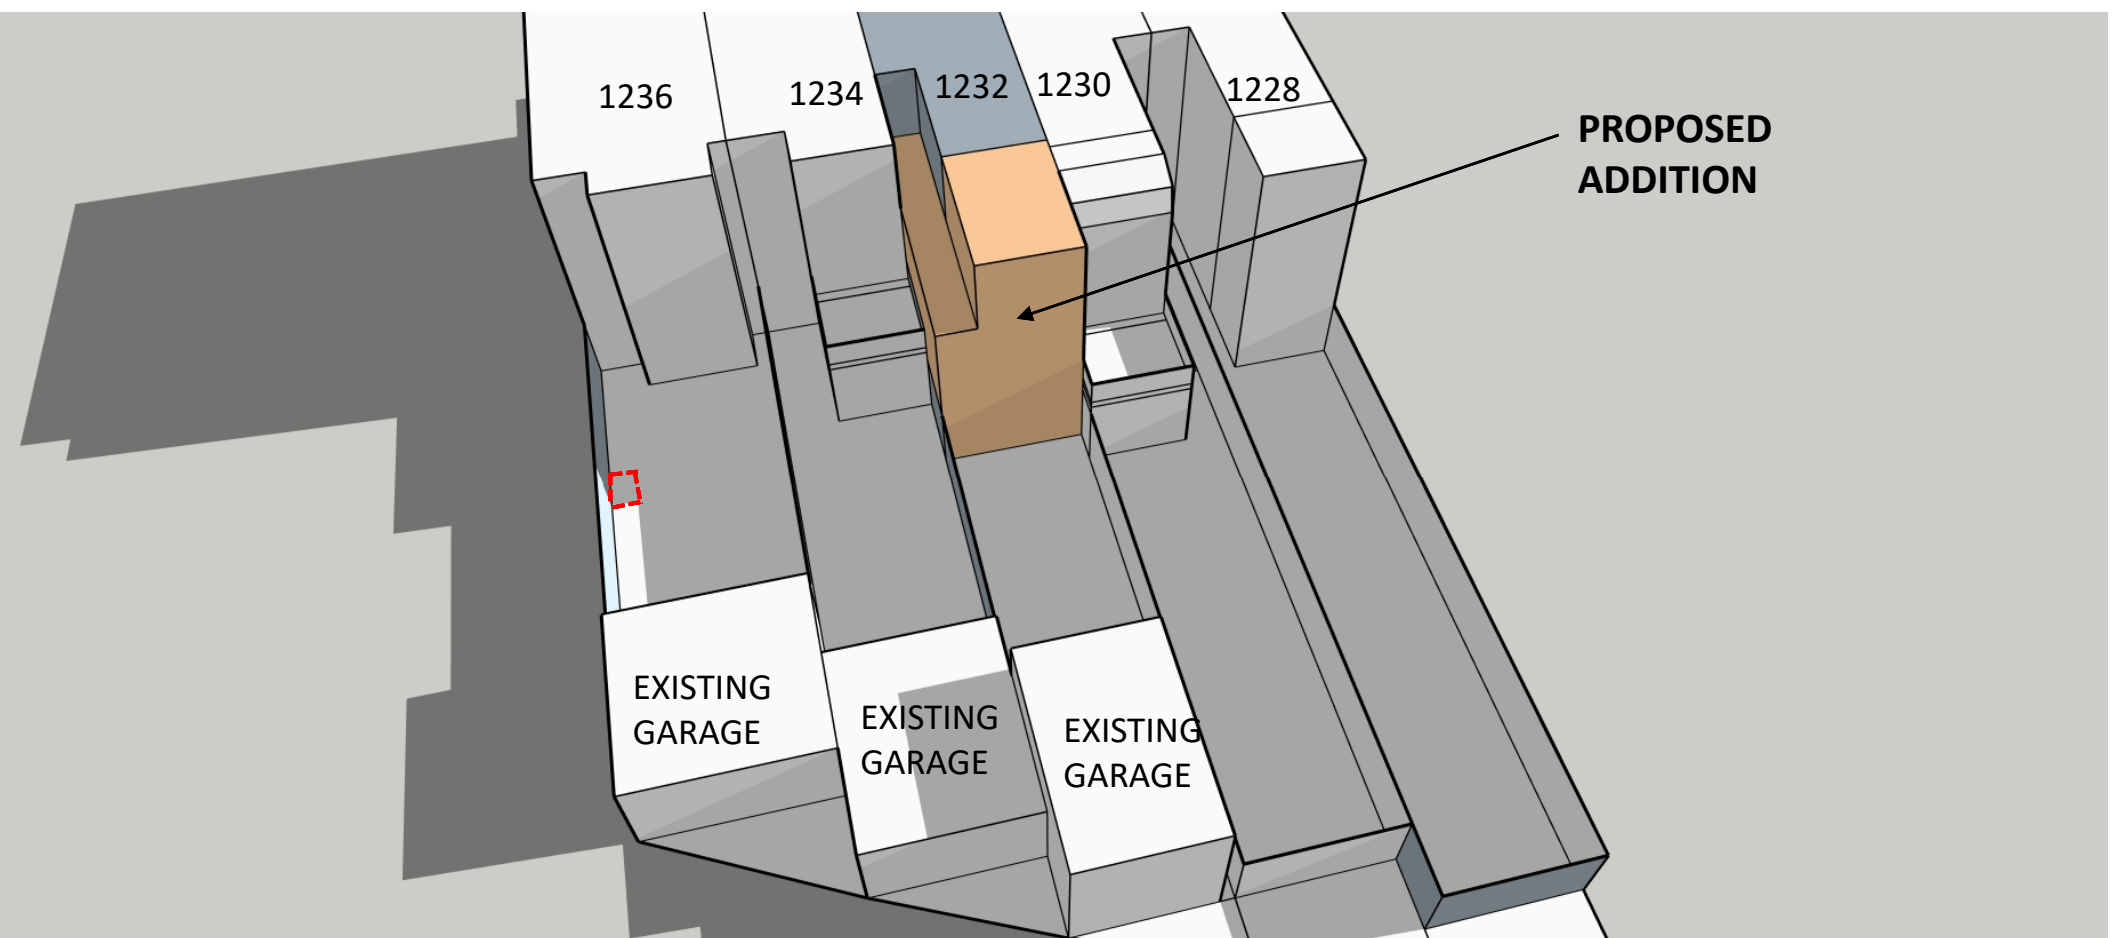 1236
1234
1232
1230
1228
PROPOSED
ADDITION
EXISTING
GARAGE
EXISTING
GARAGE
EXISTING
GARAGE